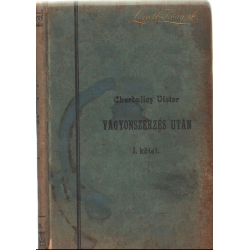 Cherbuliez Victor
VAGYONSZERZÉS UTÁN
I. kötet.